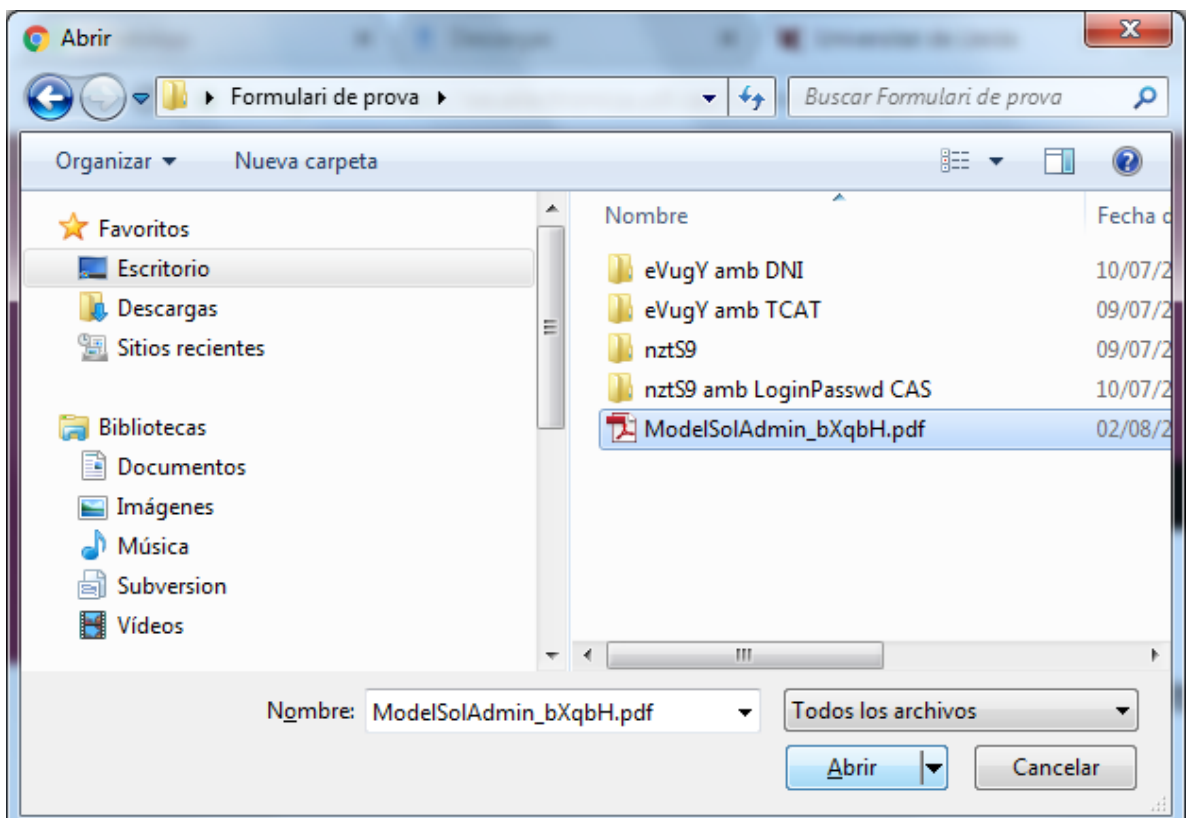 Abrir
Formulari de prova
Buscar Formulari de prova
Organizar
Nueva carpeta
Favoritos
Escritorio
Descargas
Sitios recientes
Bibliotecas
Documentos
Imágenes
Música
Subversion
Vídeos
Nombre
Fecha
eVugY amb DNI
10/07/2
eVugY amb TCAT
09/07/2
nztS9
09/07/2
nztS9 amb LoginPasswd CAS
10/07/2
ModelSolAdmin_bXqbH.pdf
02/08/2
Nombre: ModelSolAdmin_bXqbH.pdf
Todos los archivos
Abrir
Cancelar